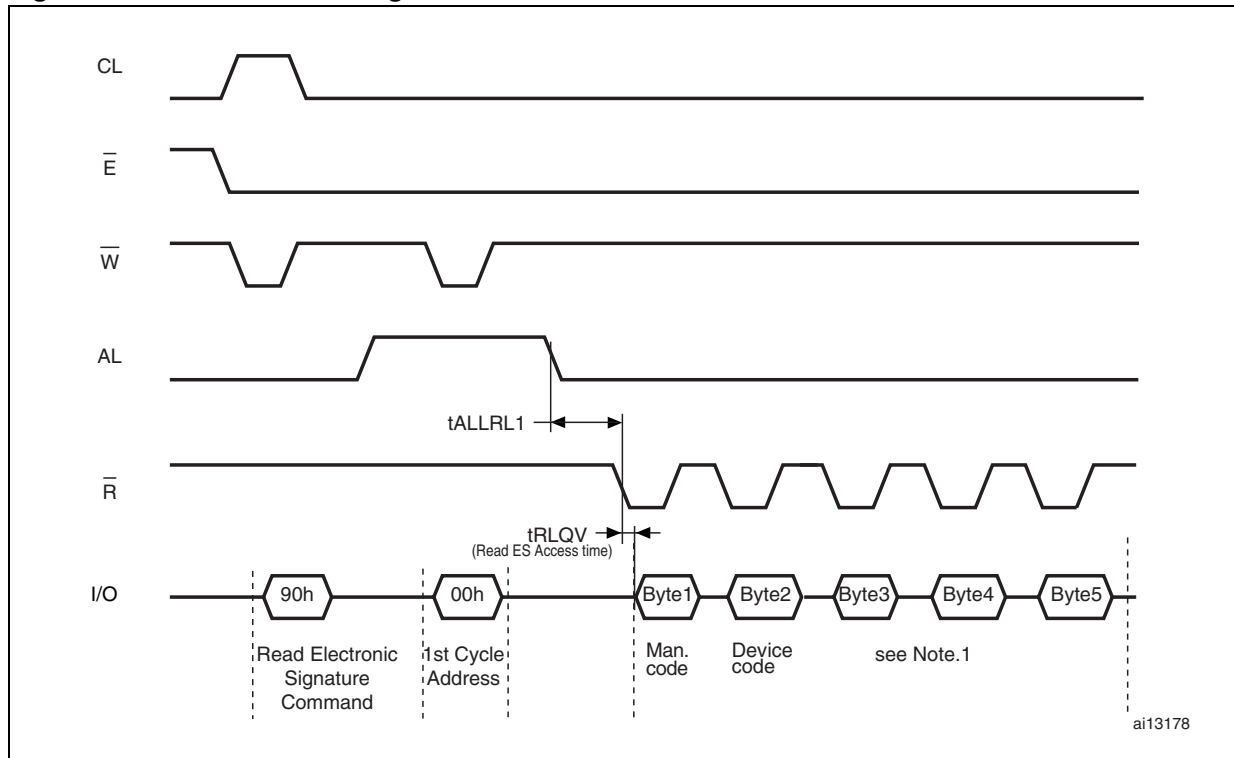 CL
E
W
AL
tALLRL1
R
tRLQV
(Read ES Access time)
I/O
90h
00h
Byte1
Byte2
Byte3
Byte4
Byte5
Read Electronic
Signature
Command
1st Cycle
Address
Man.
code
Device
code
see Note.1
ai13178